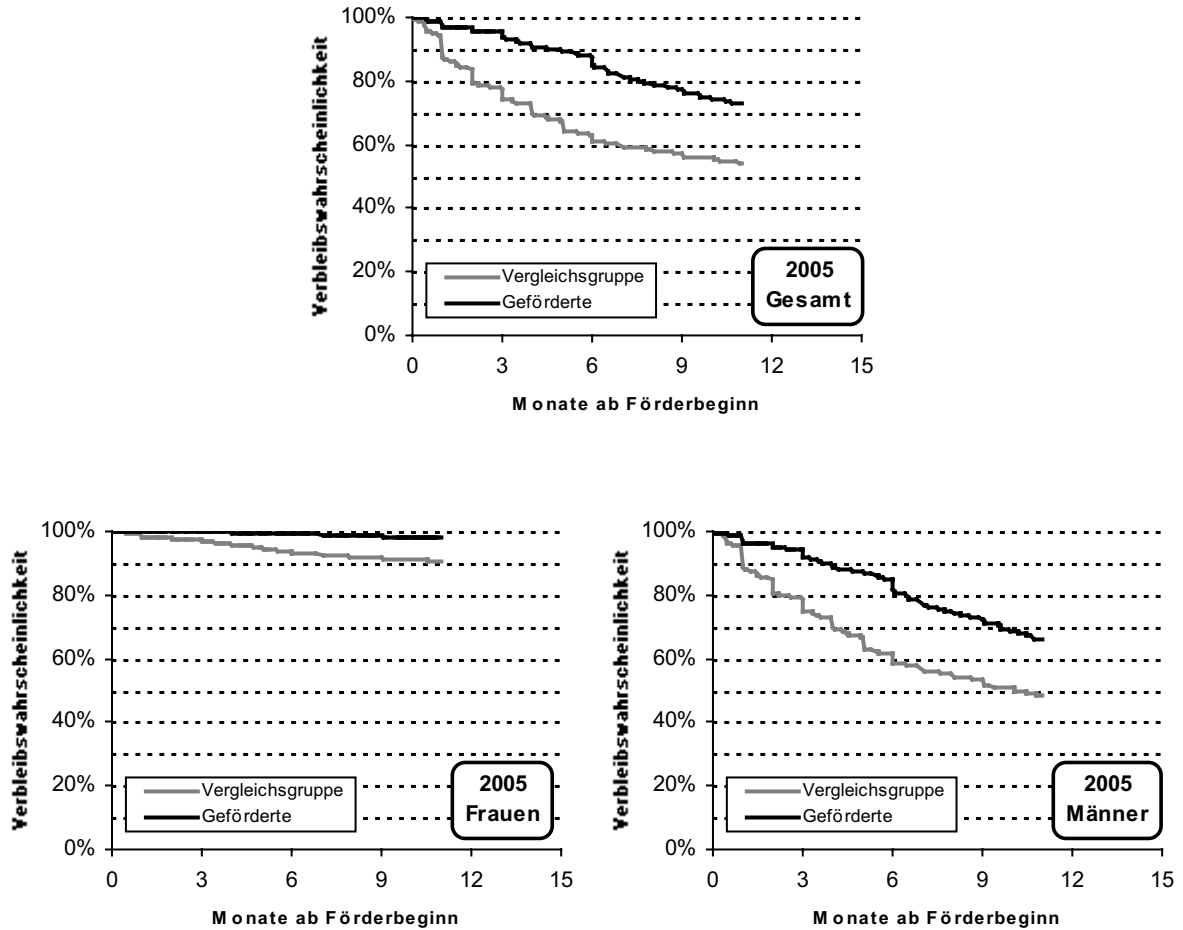 Verbleibswahrscheinlichkeit
100%
80%
60%
40%
20%
0%
Vergleichsgruppe
Geförderte
2005
Gesamt
0 3 6 9 12 15
Monate ab Förderbeginn
Verbleibswahrscheinlichkeit
100%
80%
60%
40%
20%
0%
Vergleichsgruppe
Geförderte
2005
Frauen
0 3 6 9 12 15
Monate ab Förderbeginn
Verbleibswahrscheinlichkeit
100%
80%
60%
40%
20%
0%
Vergleichsgruppe
Geförderte
2005
Männer
0 3 6 9 12 15
Monate ab Förderbeginn